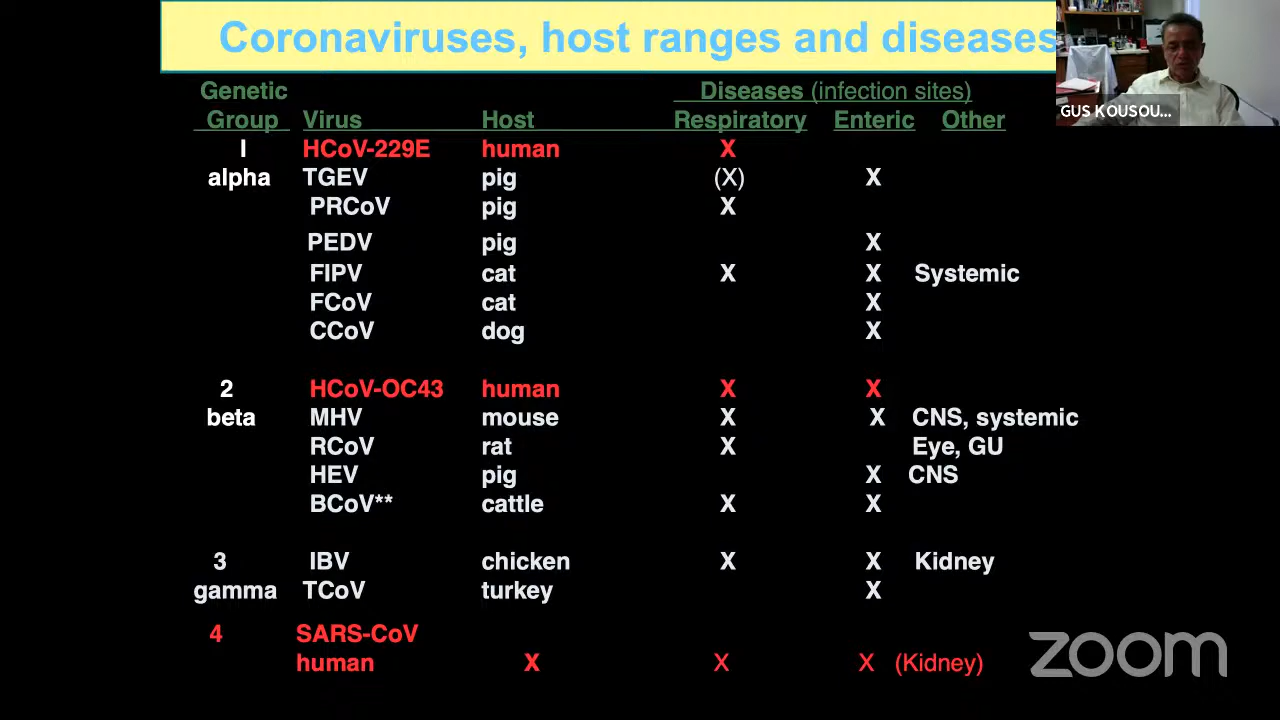 Coronaviruses, host ranges and diseases
GUS KOUSOU...
Genetic Diseases (infection sites)
Group Virus Host Respiratory Enteric Other
I HCoV-229E human X
alpha TGEV pig (X) X
PRCoV pig X
PEDV pig X
FIPV cat X X Systemic
FCoV cat X
CCoV dog X
2 HCoV-OC43 human X X
beta MHV mouse X X CNS, systemic
RCoV rat X Eye, GU
HEV pig X CNS
BCoV** cattle X X
3 IBV chicken X X Kidney
gamma TCoV turkey X
4 SARS-CoV
human X X X (Kidney)
zoom